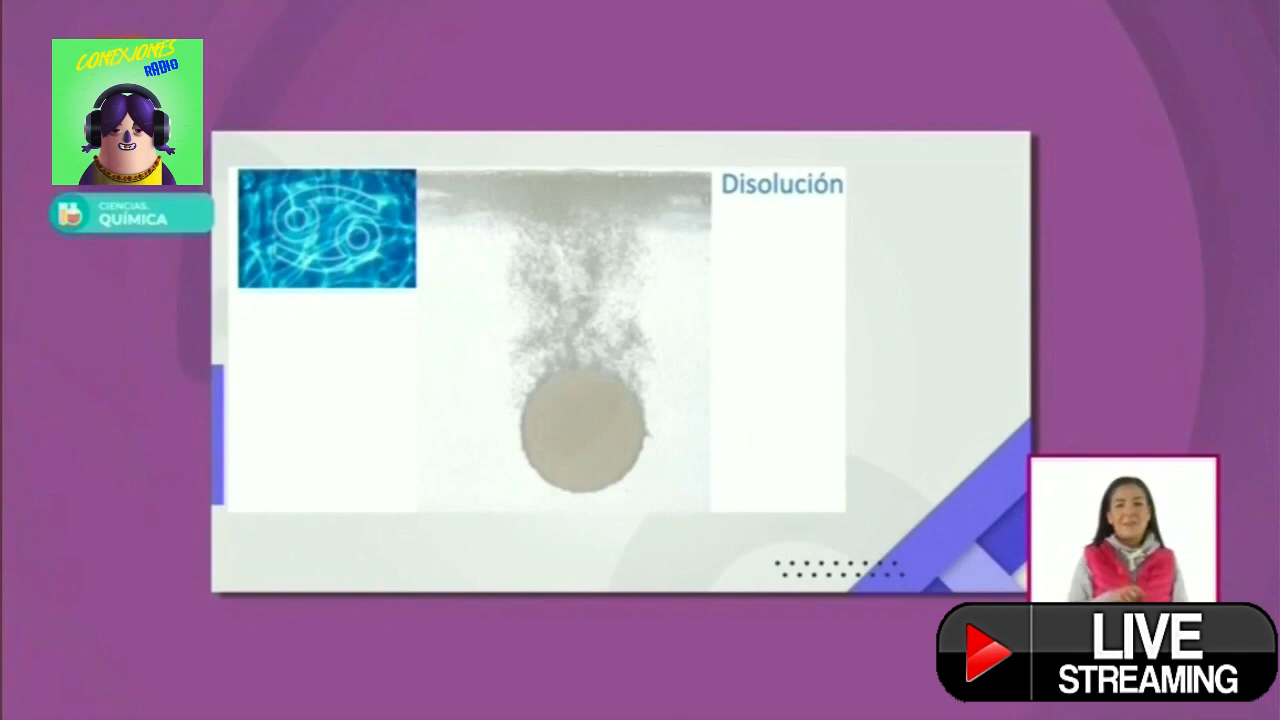 CONEXIONES
RADIO
CIENCIAS.
QUÍMICA
Disolución
LIVE
STREAMING